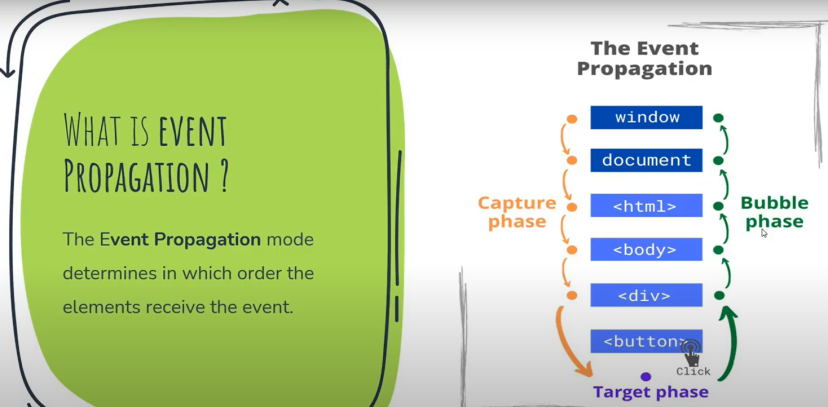 What is event
Propagation ?
The Event Propagation mode
determines in which order the
elements receive the event.
The Event
Propagation
window
document
Capture
phase
<html>
Bubble
phase
<body>
<div>
<button>
Click
Target phase